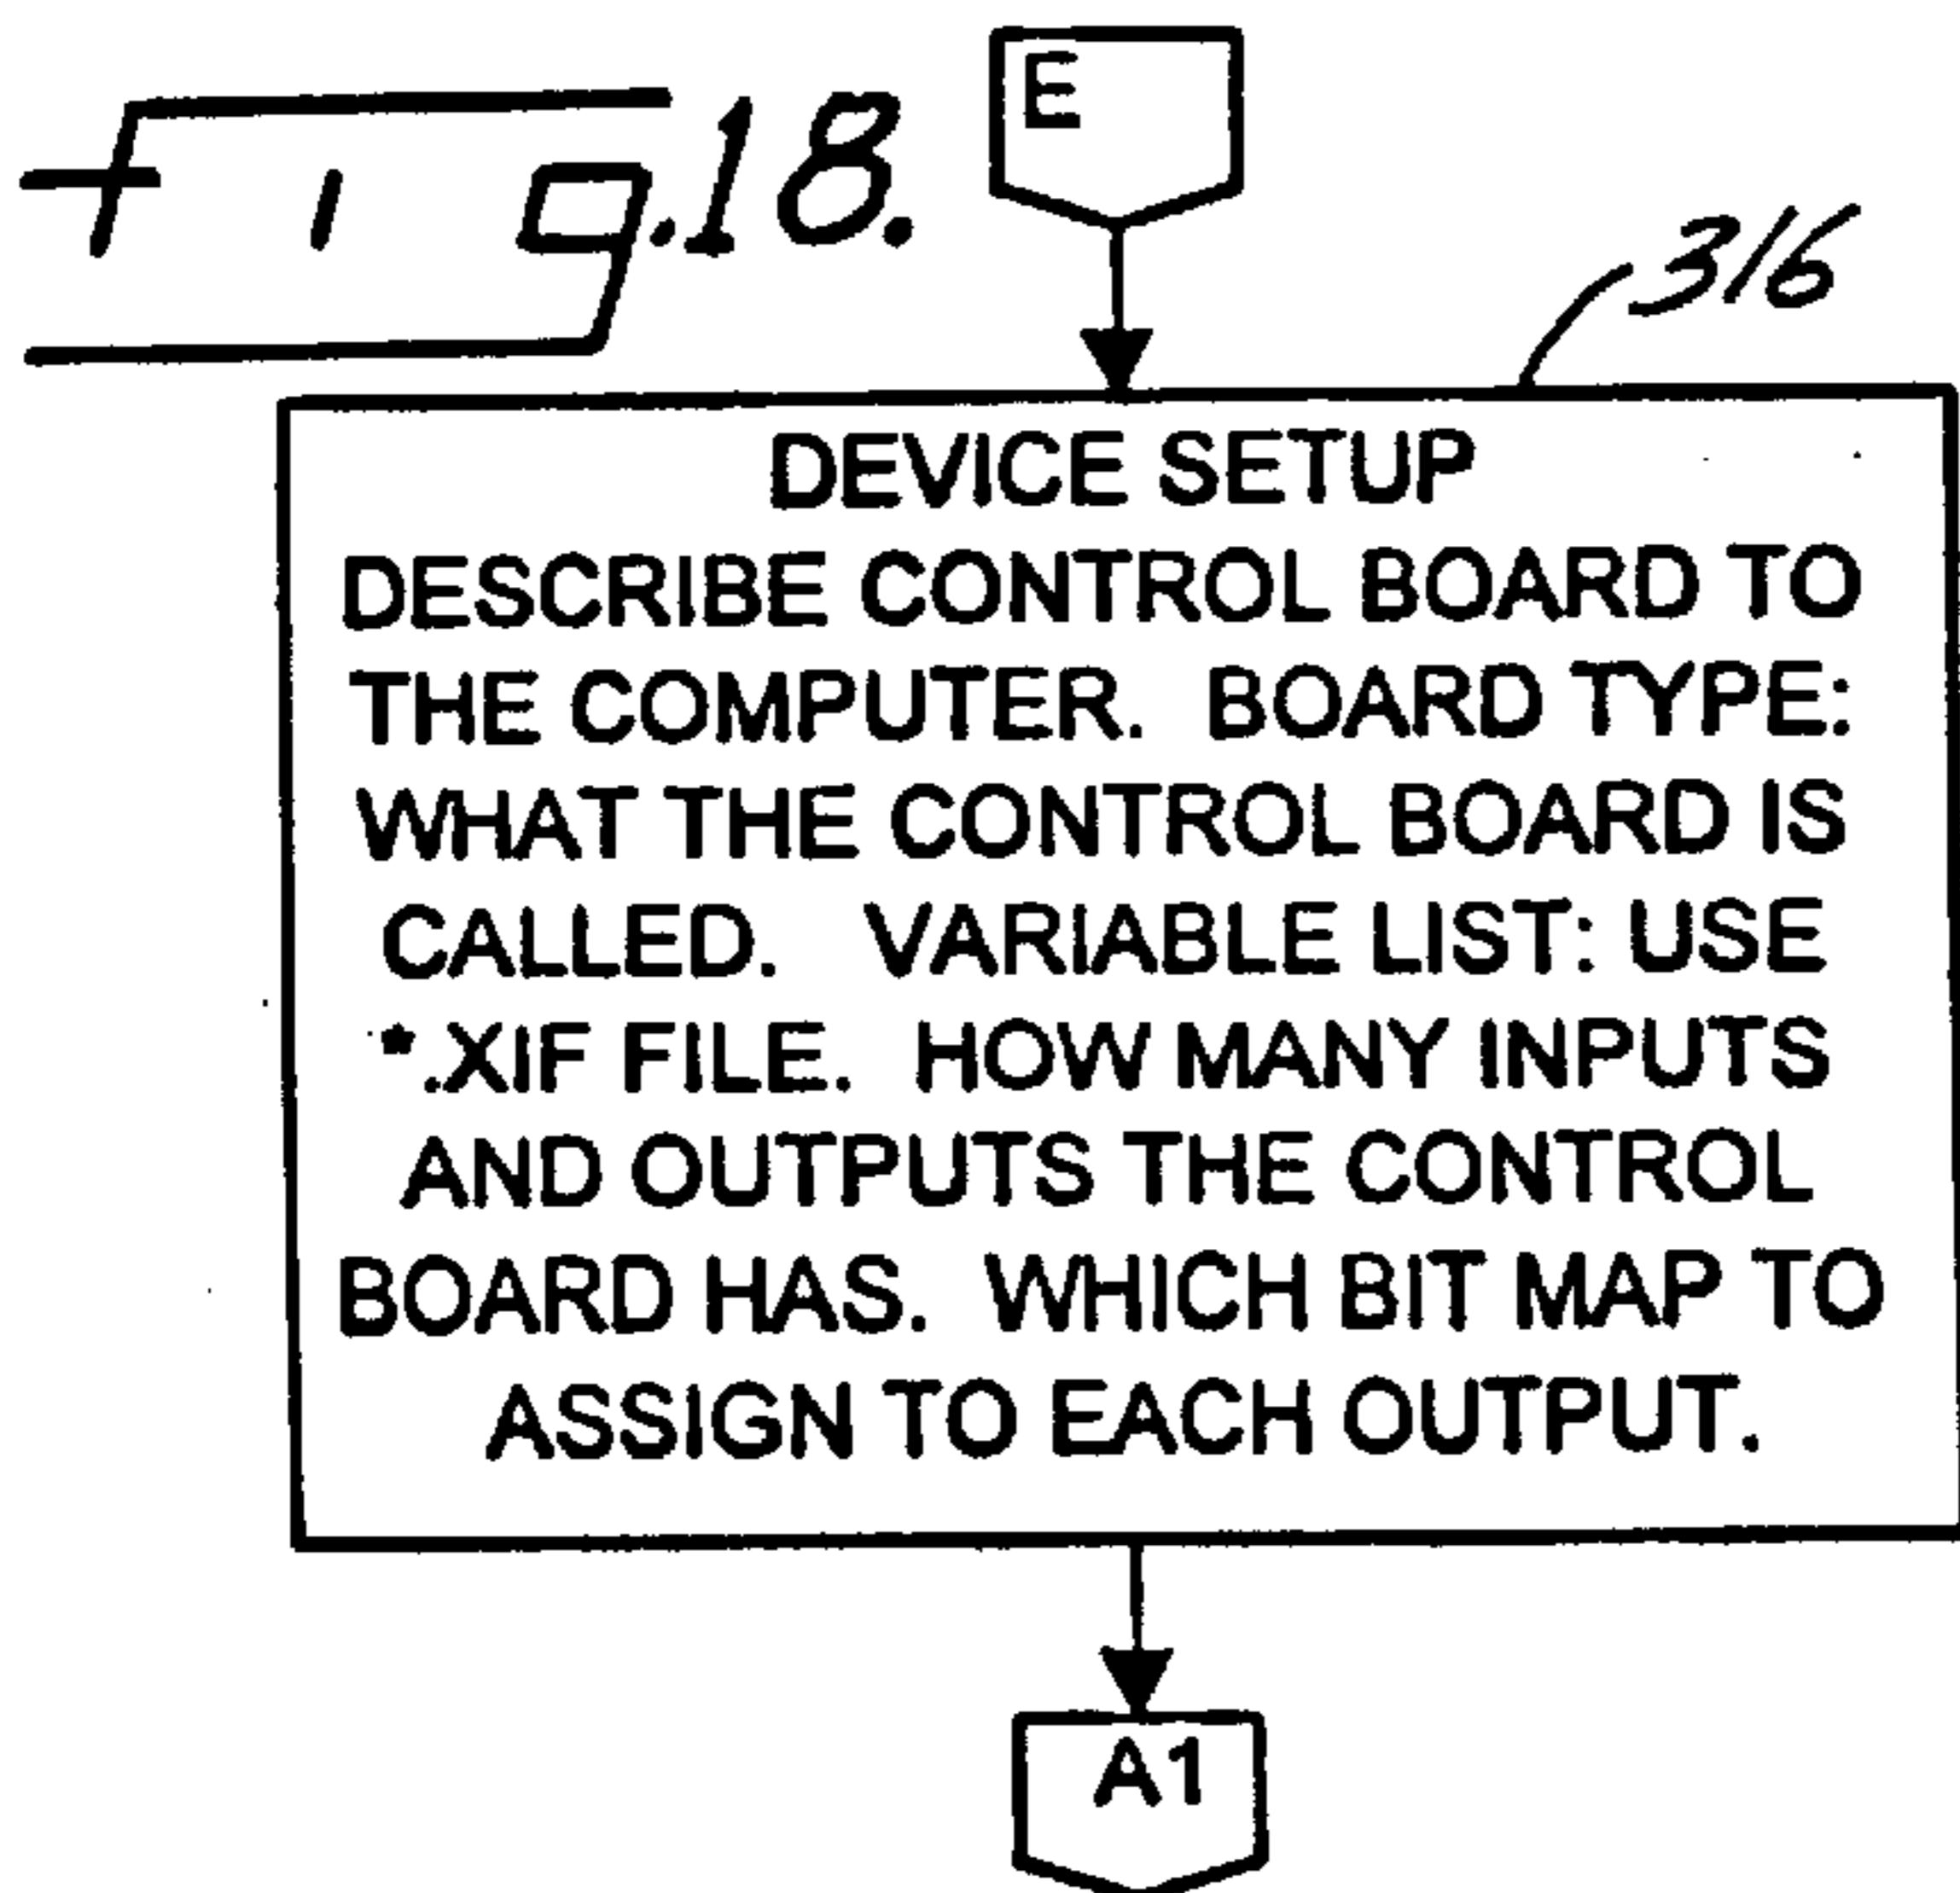 Fig.18.
E
316
DEVICE SETUP
DESCRIBE CONTROL BOARD TO
THE COMPUTER. BOARD TYPE:
WHAT THE CONTROL BOARD IS
CALLED. VARIABLE LIST: USE
*.XIF FILE. HOW MANY INPUTS
AND OUTPUTS THE CONTROL
BOARD HAS. WHICH BIT MAP TO
ASSIGN TO EACH OUTPUT.
A1